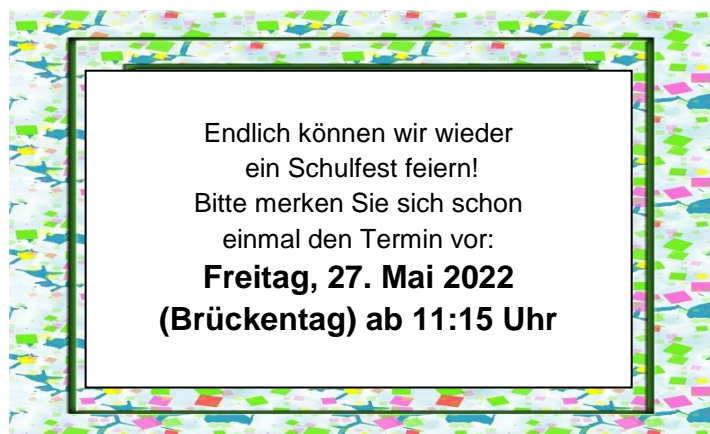 Endlich können wir wieder
ein Schulfest feiern!
Bitte merken Sie sich schon
einmal den Termin vor:
Freitag, 27. Mai 2022
(Brückentag) ab 11:15 Uhr